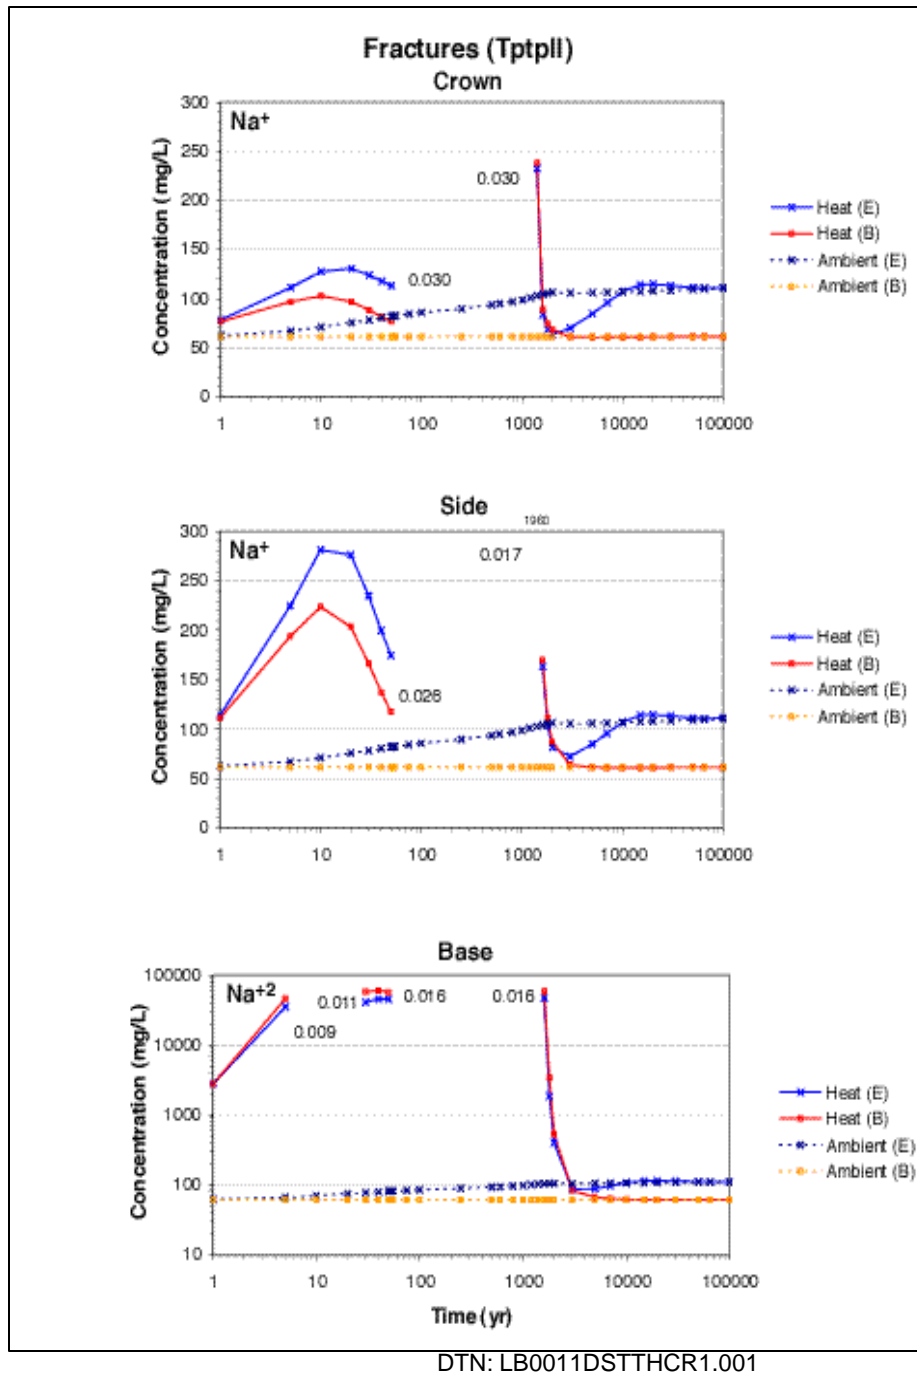 Fractures (Tptpll)
Crown
Concentration (mg/L)
300
250
200
150
100
50
0
Na+
0.030
0.030
1
10
100
1000
10000
100000
Heat (E)
Heat (B)
Ambient (E)
Ambient (B)
Side
Concentration (mg/L)
300
250
200
150
100
50
0
Na+
1960
0.017
0.026
1
10
100
1000
10000
100000
Heat (E)
Heat (B)
Ambient (E)
Ambient (B)
Base
Concentration (mg/L)
100000
10000
1000
100
10
Na+2
0.009
0.011
0.016
0.016
1
10
100
1000
10000
100000
Time (yr)
Heat (E)
Heat (B)
Ambient (E)
Ambient (B)
DTN: LB0011DSTTHCR1.001